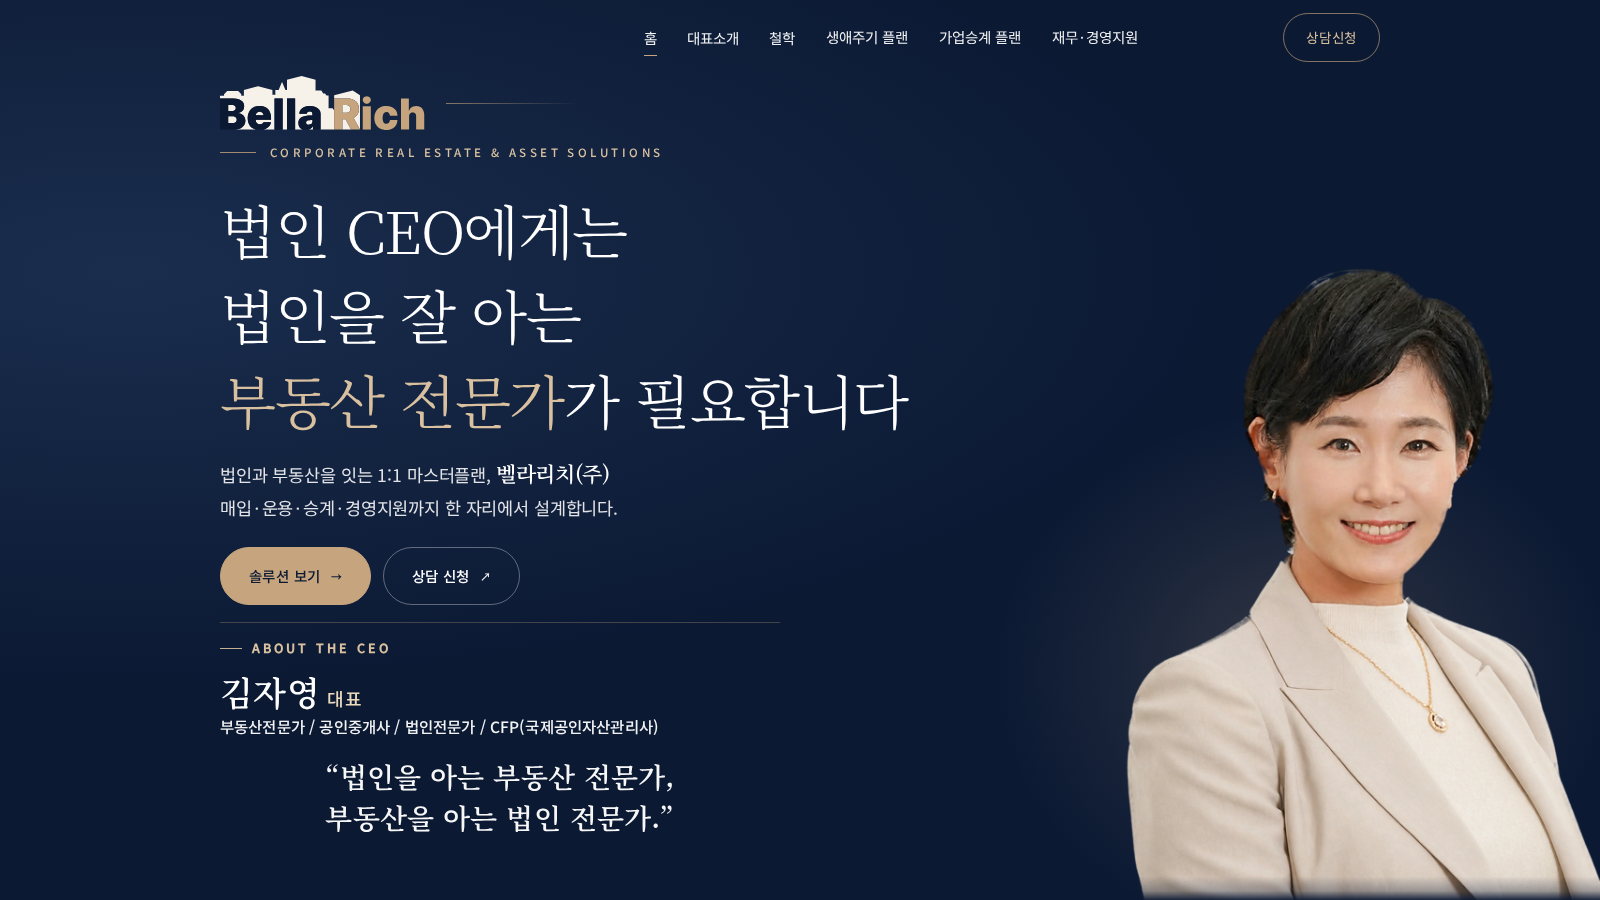 홈 대표소개 철학 생애주기 플랜 가업승계 플랜 재무·경영지원 상담신청
Bella Rich
CORPORATE REAL ESTATE & ASSET SOLUTIONS
법인 CEO에게는
법인을 잘 아는
부동산 전문가가 필요합니다
법인과 부동산을 잇는 1:1 마스터플랜, 벨라리치(주)
매입·운용·승계·경영지원까지 한 자리에서 설계합니다.
솔루션 보기 → 상담 신청 ↗
ABOUT THE CEO
김자영 대표
부동산전문가 / 공인중개사 / 법인전문가 / CFP(국제공인자산관리사)
“법인을 아는 부동산 전문가,
부동산을 아는 법인 전문가.”